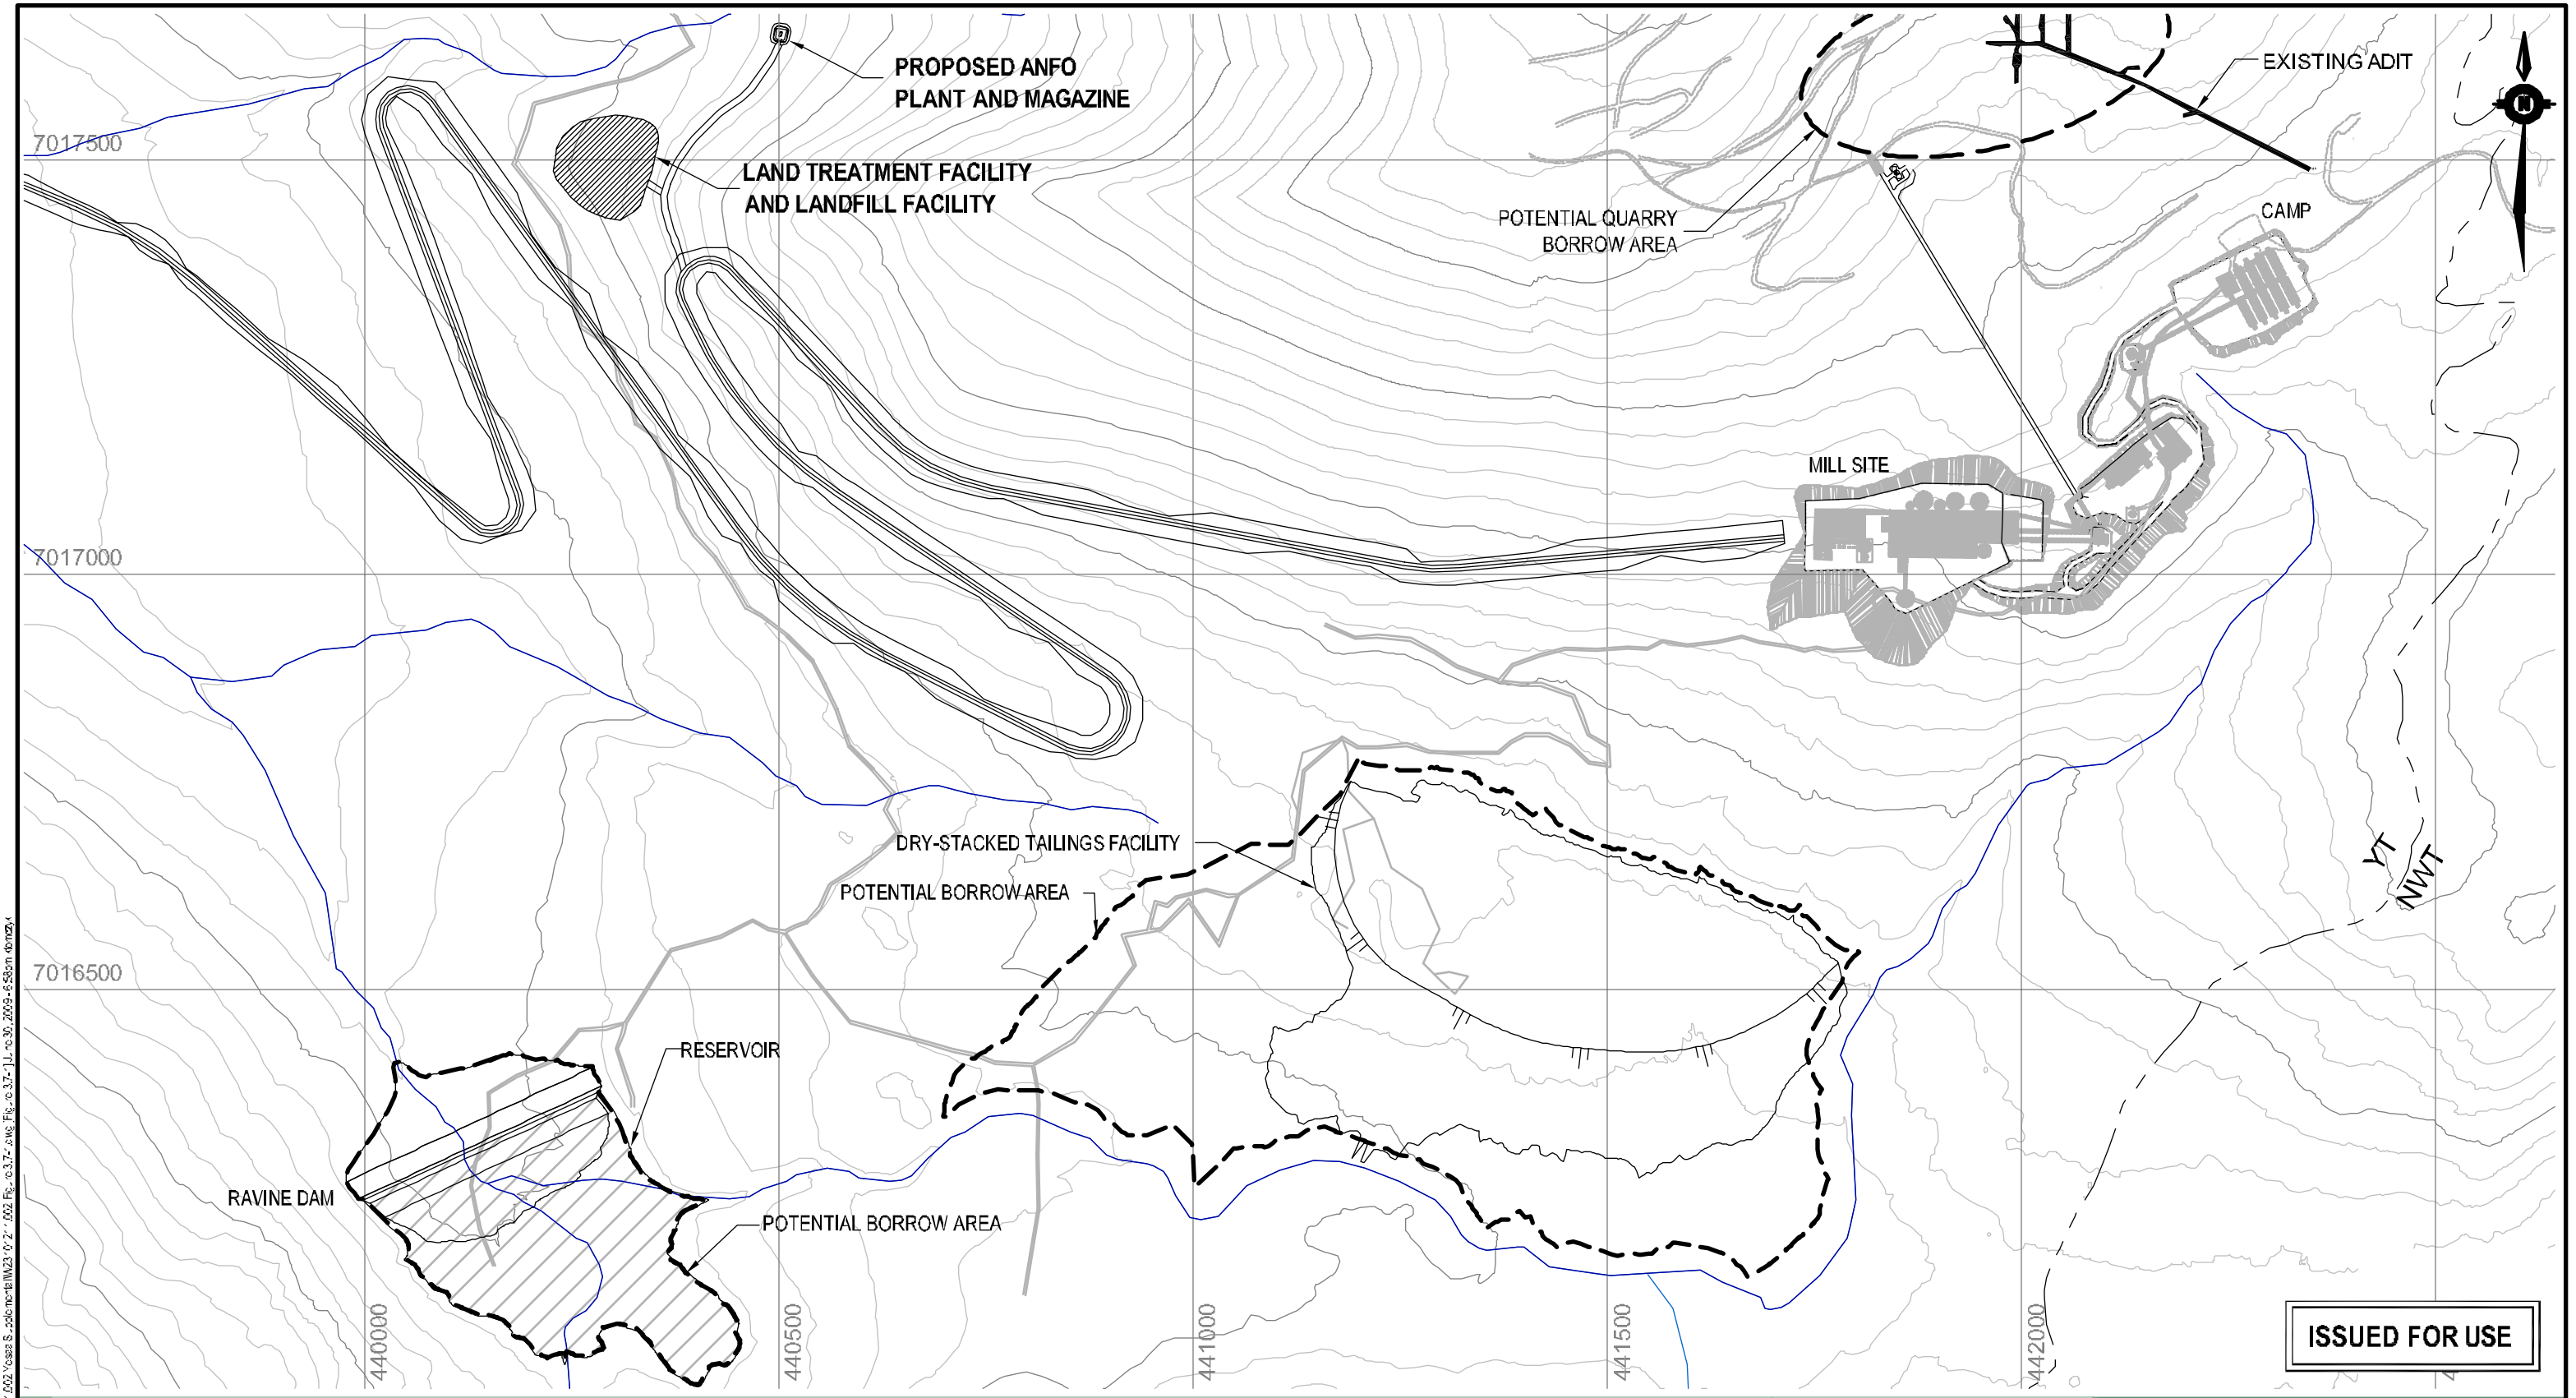 PROPOSED ANFO
PLANT AND MAGAZINE
EXISTING ADIT
N
7017500
LAND TREATMENT FACILITY
AND LANDFILL FACILITY
POTENTIAL QUARRY
BORROW AREA
CAMP
MILL SITE
7017000
DRY-STACKED TAILINGS FACILITY
POTENTIAL BORROW AREA
YT
NWT
7016500
RESERVOIR
RAVINE DAM
POTENTIAL BORROW AREA
440000
440500
441000
441500
442000
ISSUED FOR USE